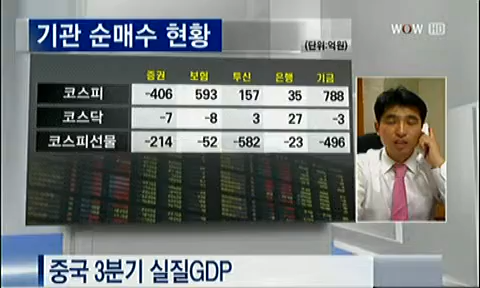 기관 순매수 현황
WOW HD
(단위:억원)
증권 보험 투신 은행 기금
코스피 -406 593 157 35 788
코스닥 -7 -8 3 27 -3
코스피선물 -214 -52 -582 -23 -496
중국 3분기 실질GDP